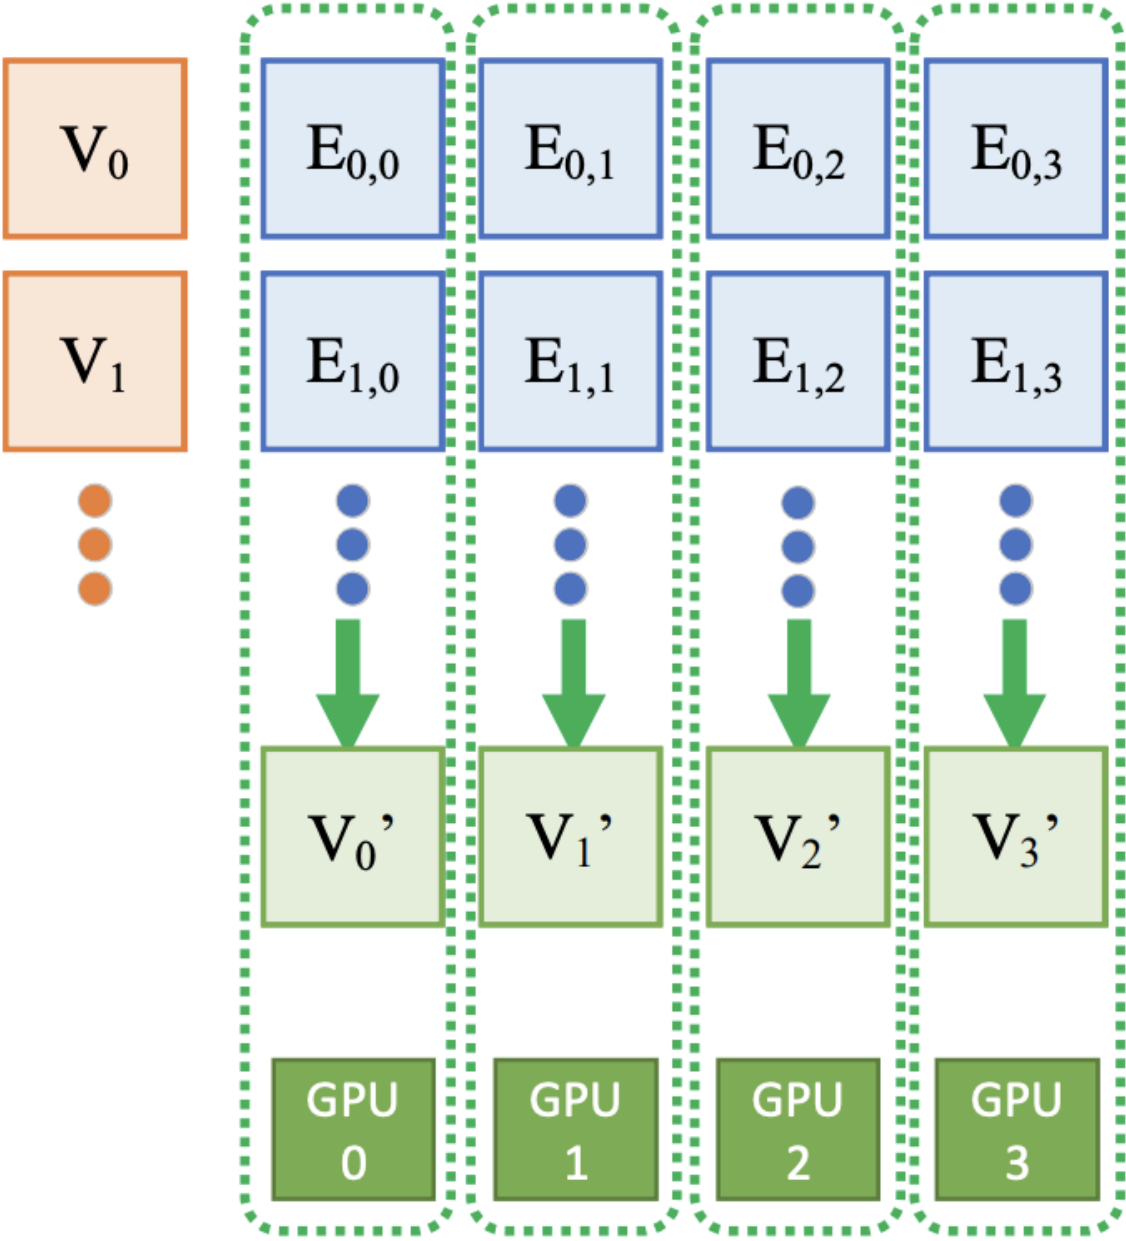 V0 E0,0 E0,1 E0,2 E0,3
V1 E1,0 E1,1 E1,2 E1,3
V0’ V1’ V2’ V3’
GPU GPU GPU GPU
0 1 2 3